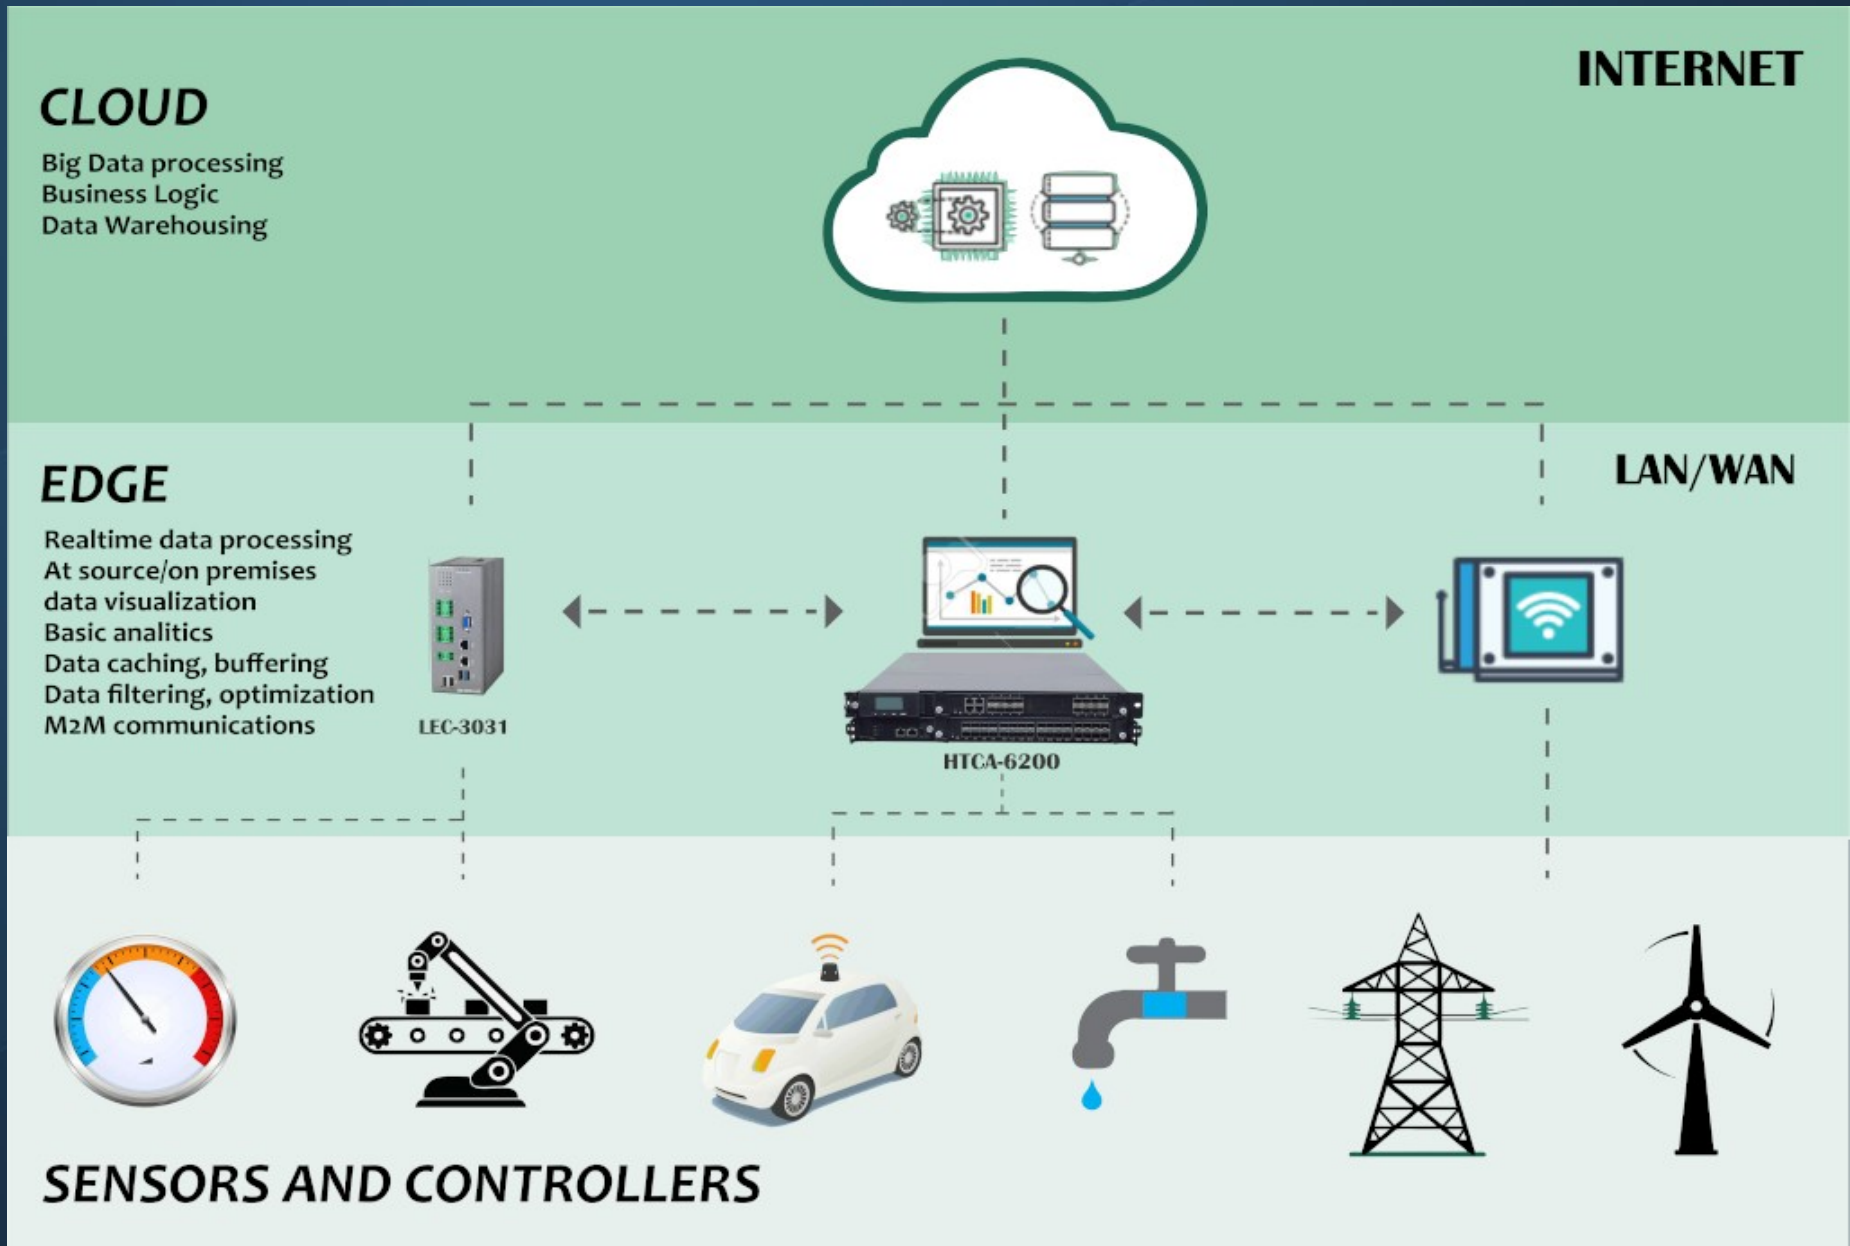 CLOUD
Big Data processing
Business Logic
Data Warehousing
INTERNET
EDGE
Realtime data processing
At source/on premises
data visualization
Basic analitics
Data caching, buffering
Data filtering, optimization
M2M communications
LAN/WAN
LEC-3031
HTCA-6200
SENSORS AND CONTROLLERS